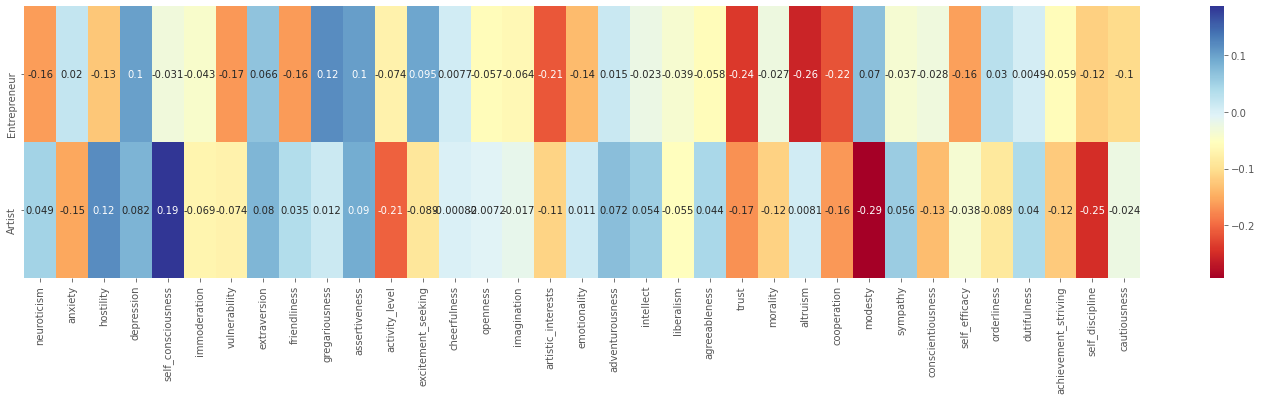 Entrepreneur
-0.16 0.02 -0.13 0.1 -0.031 -0.043 -0.17 0.066 -0.16 0.12 0.1 -0.074 0.095 0.0077 -0.057 -0.064 -0.21 -0.14 0.015 -0.023 -0.039 -0.058 -0.24 -0.027 -0.26 -0.22 0.07 -0.037 -0.028 -0.16 0.03 0.0049 -0.059 -0.12 -0.1
Artist
0.049 -0.15 0.12 0.082 0.19 -0.069 -0.074 0.08 0.035 0.012 0.09 -0.21 -0.089 -0.00082 -0.0072 -0.017 -0.11 0.011 0.072 0.054 -0.055 0.044 -0.17 -0.12 0.0081 -0.16 -0.29 0.056 -0.13 -0.038 -0.089 0.04 -0.12 -0.25 -0.024
neuroticism
anxiety
hostility
depression
self_consciousness
immoderation
vulnerability
extraversion
friendliness
gregariousness
assertiveness
activity_level
excitement_seeking
cheerfulness
openness
imagination
artistic_interests
emotionality
adventurousness
intellect
liberalism
agreeableness
trust
morality
altruism
cooperation
modesty
sympathy
conscientiousness
self_efficacy
orderliness
dutifulness
achievement_striving
self_discipline
cautiousness
0.1
0.0
−0.1
−0.2